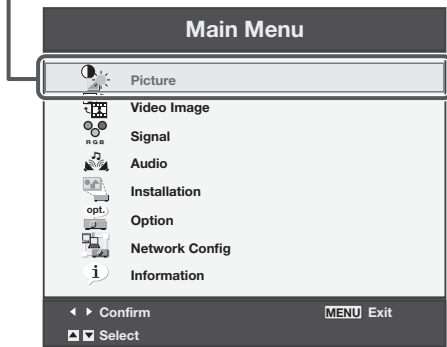 Main Menu
Picture
Video Image
RGB
Signal
Audio
Installation
opt.
Option
Network Config
i
Information
Confirm
MENU Exit
Select